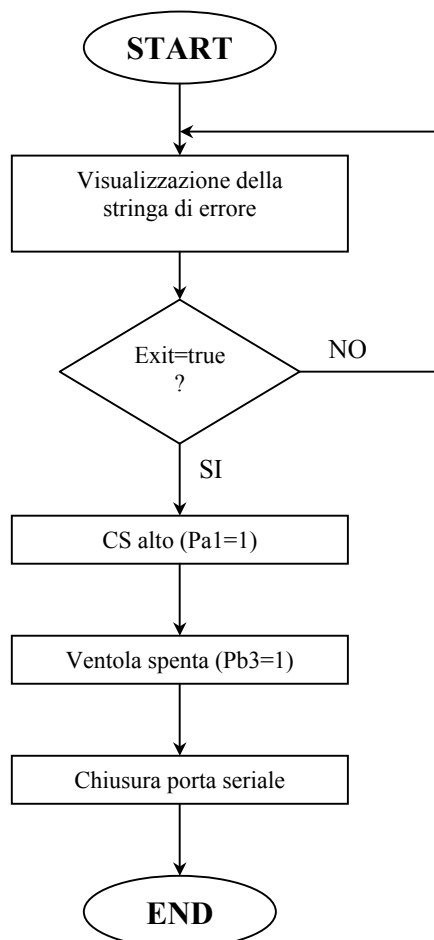 START
Visualizzazione della
stringa di errore
Exit=true
?
NO
SI
CS alto (Pa1=1)
Ventola spenta (Pb3=1)
Chiusura porta seriale
END